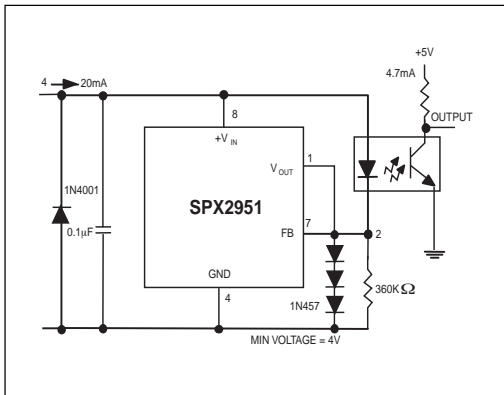 +5V
4.7mA
4 20mA
OUTPUT
8
+V IN
1
V OUT
1N4001
SPX2951
7
FB
2
0.1µF
GND
360KΩ
4
1N457
MIN VOLTAGE = 4V